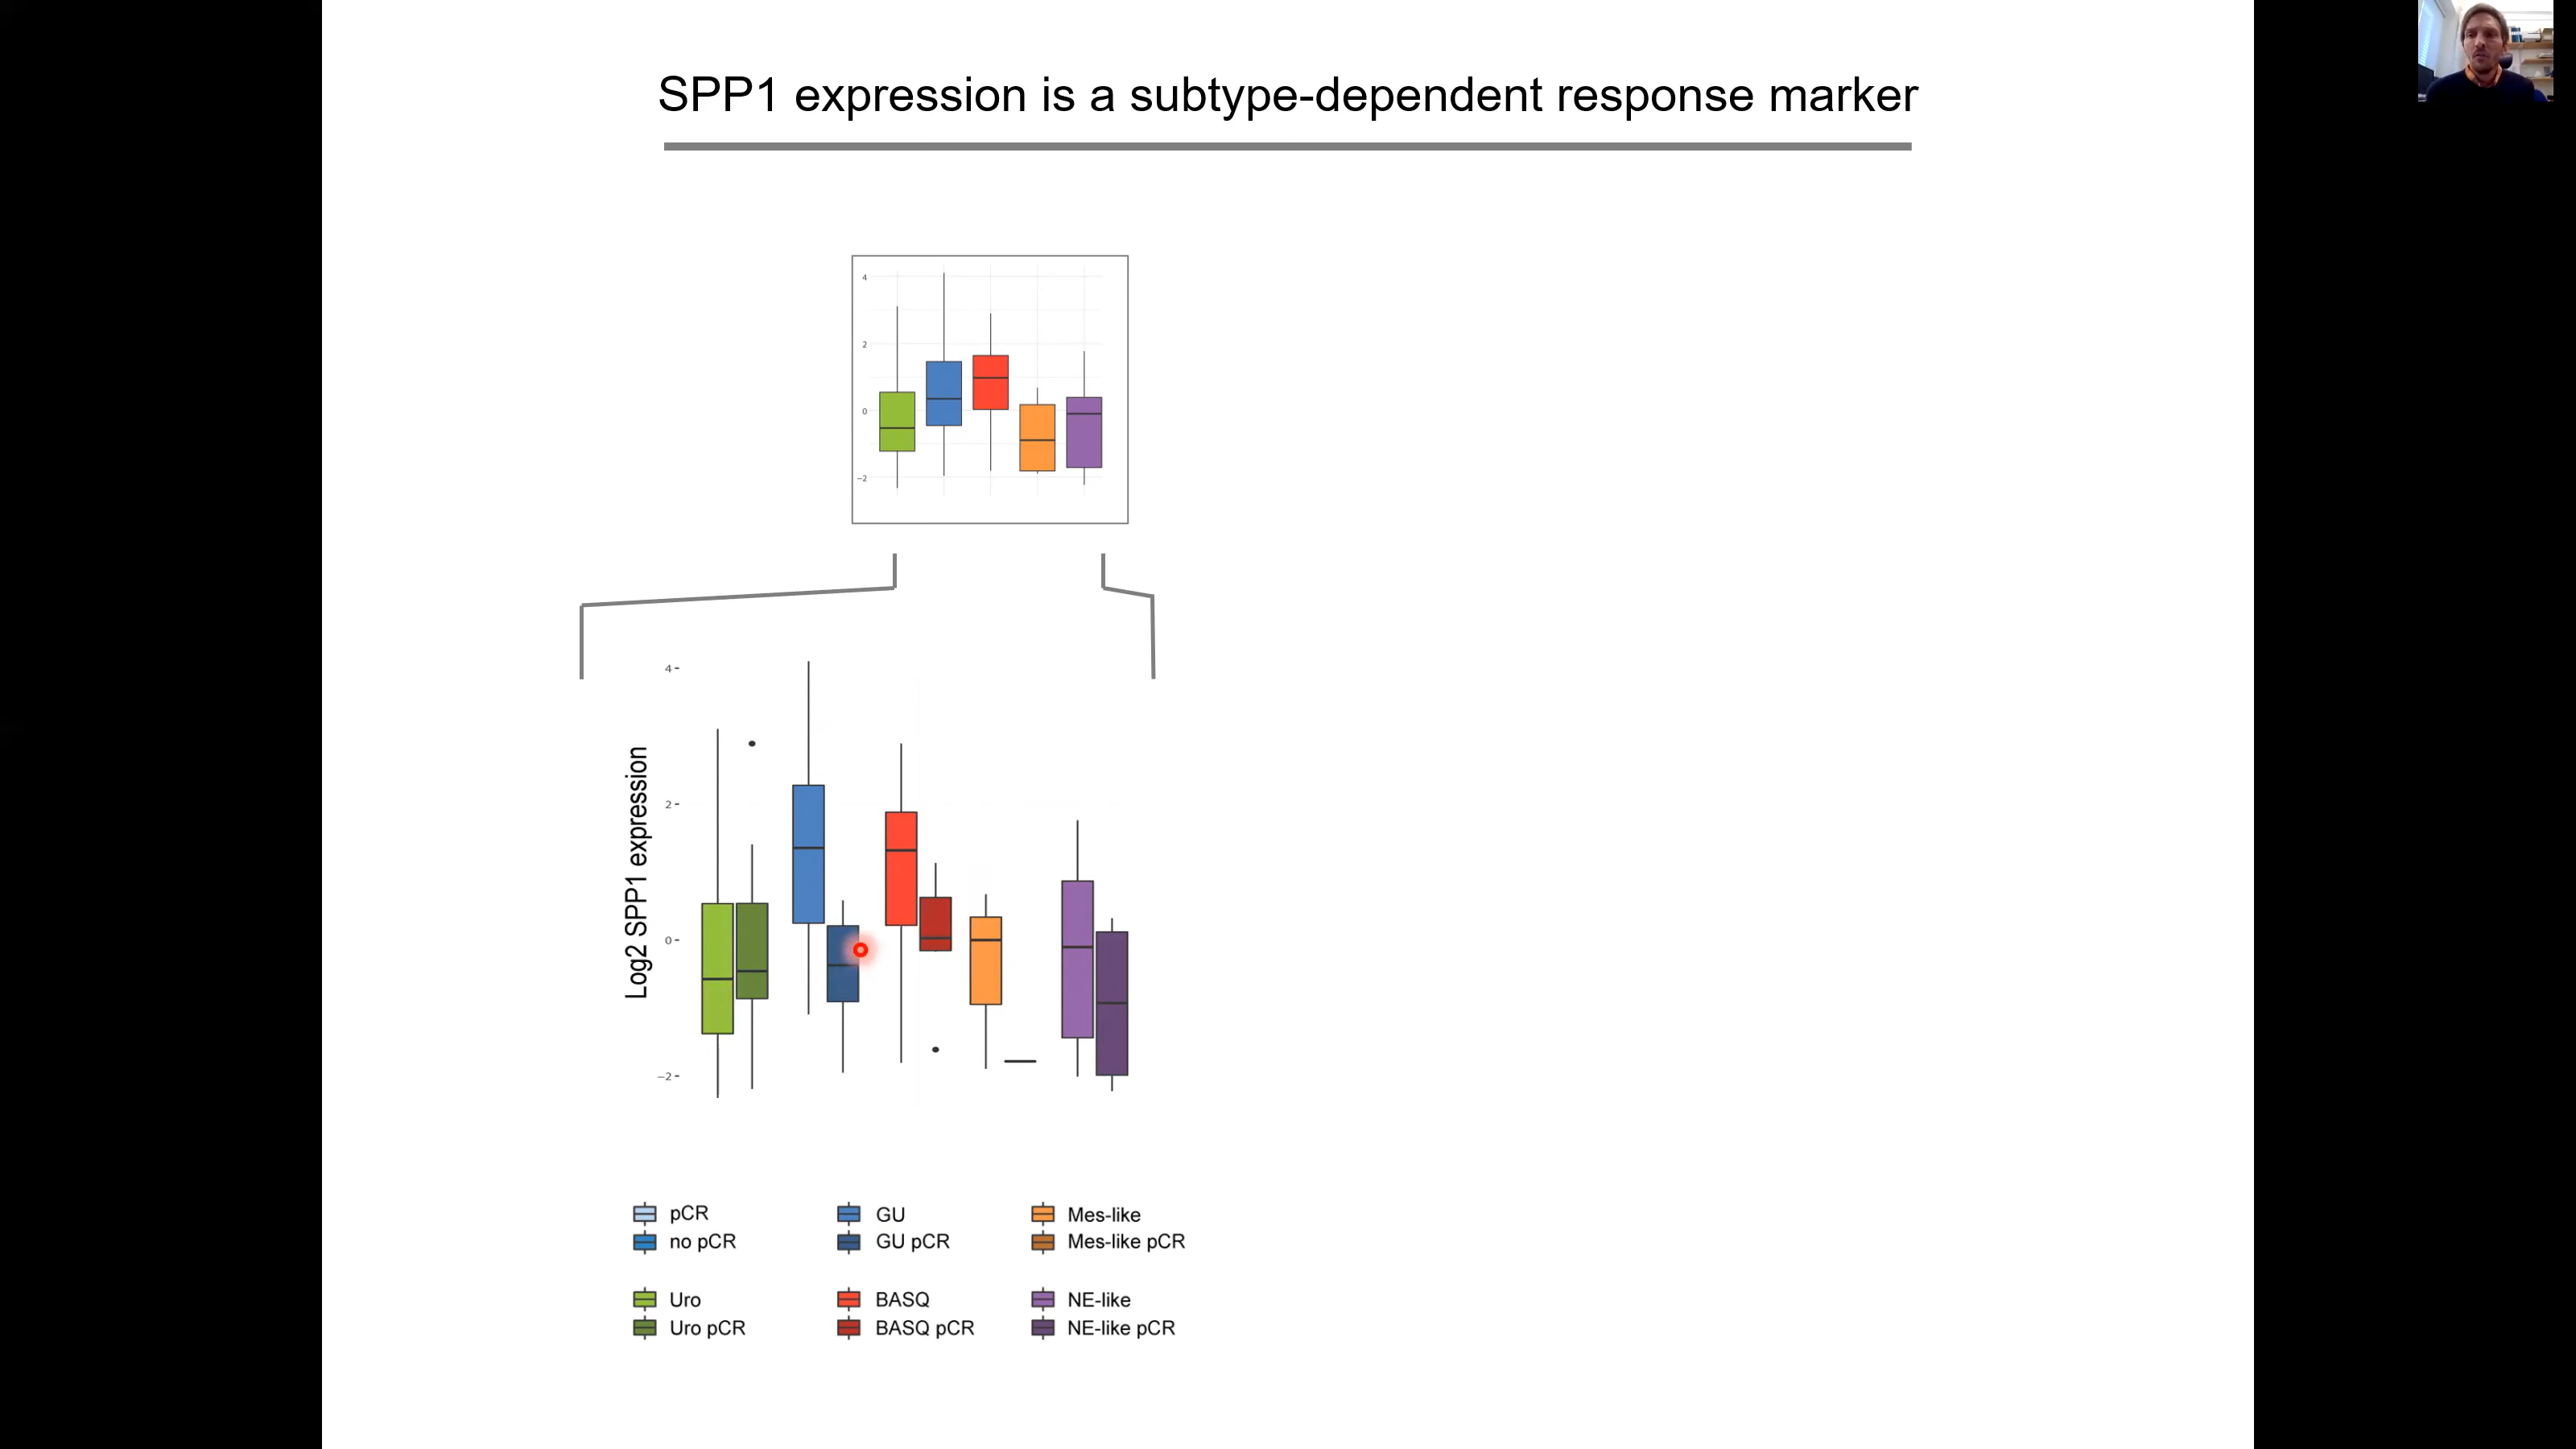 SPP1 expression is a subtype-dependent response marker
4
2
0
−2
Log2 SPP1 expression
4
2
0
−2
pCR
no pCR
GU
GU pCR
Mes-like
Mes-like pCR
Uro
Uro pCR
BASQ
BASQ pCR
NE-like
NE-like pCR